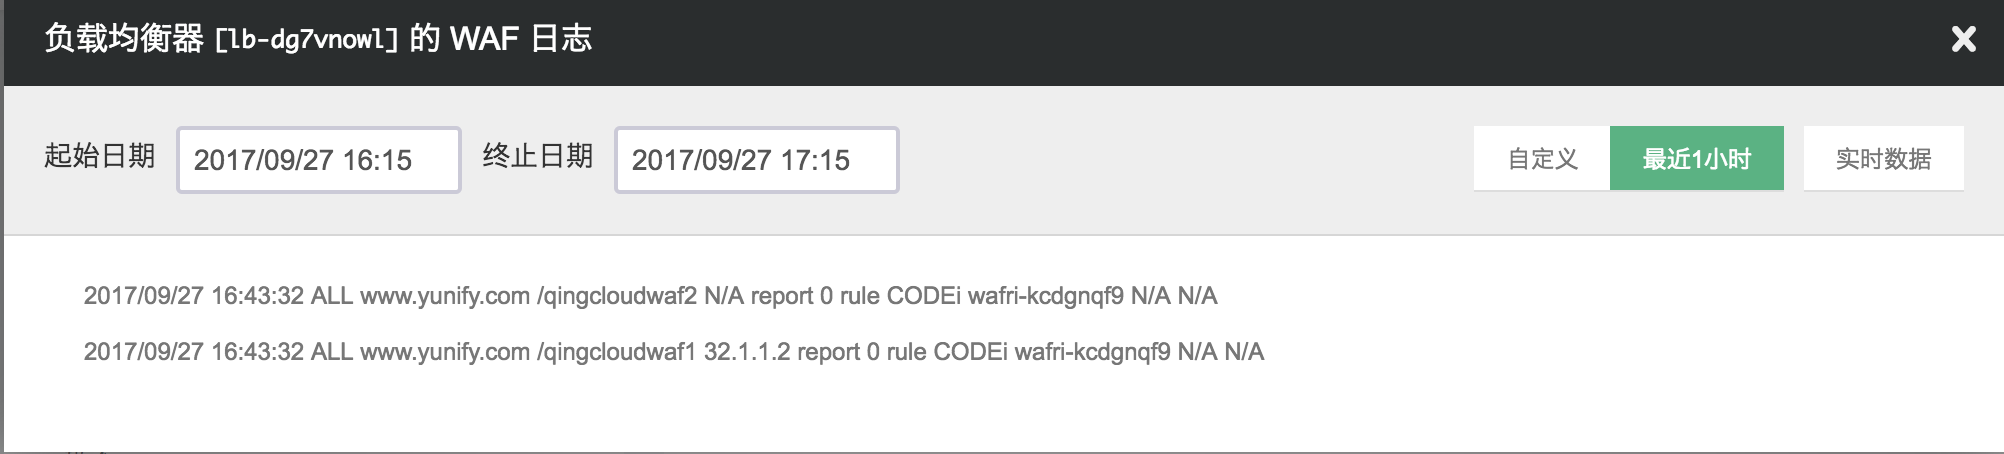 负载均衡器 [lb-dg7vnowl] 的 WAF 日志
起始日期 2017/09/27 16:15 终止日期 2017/09/27 17:15 自定义 最近1小时 实时数据
2017/09/27 16:43:32 ALL www.yunify.com /qingcloudwaf2 N/A report 0 rule CODEi wafri-kcdgnqf9 N/A N/A
2017/09/27 16:43:32 ALL www.yunify.com /qingcloudwaf1 32.1.1.2 report 0 rule CODEi wafri-kcdgnqf9 N/A N/A